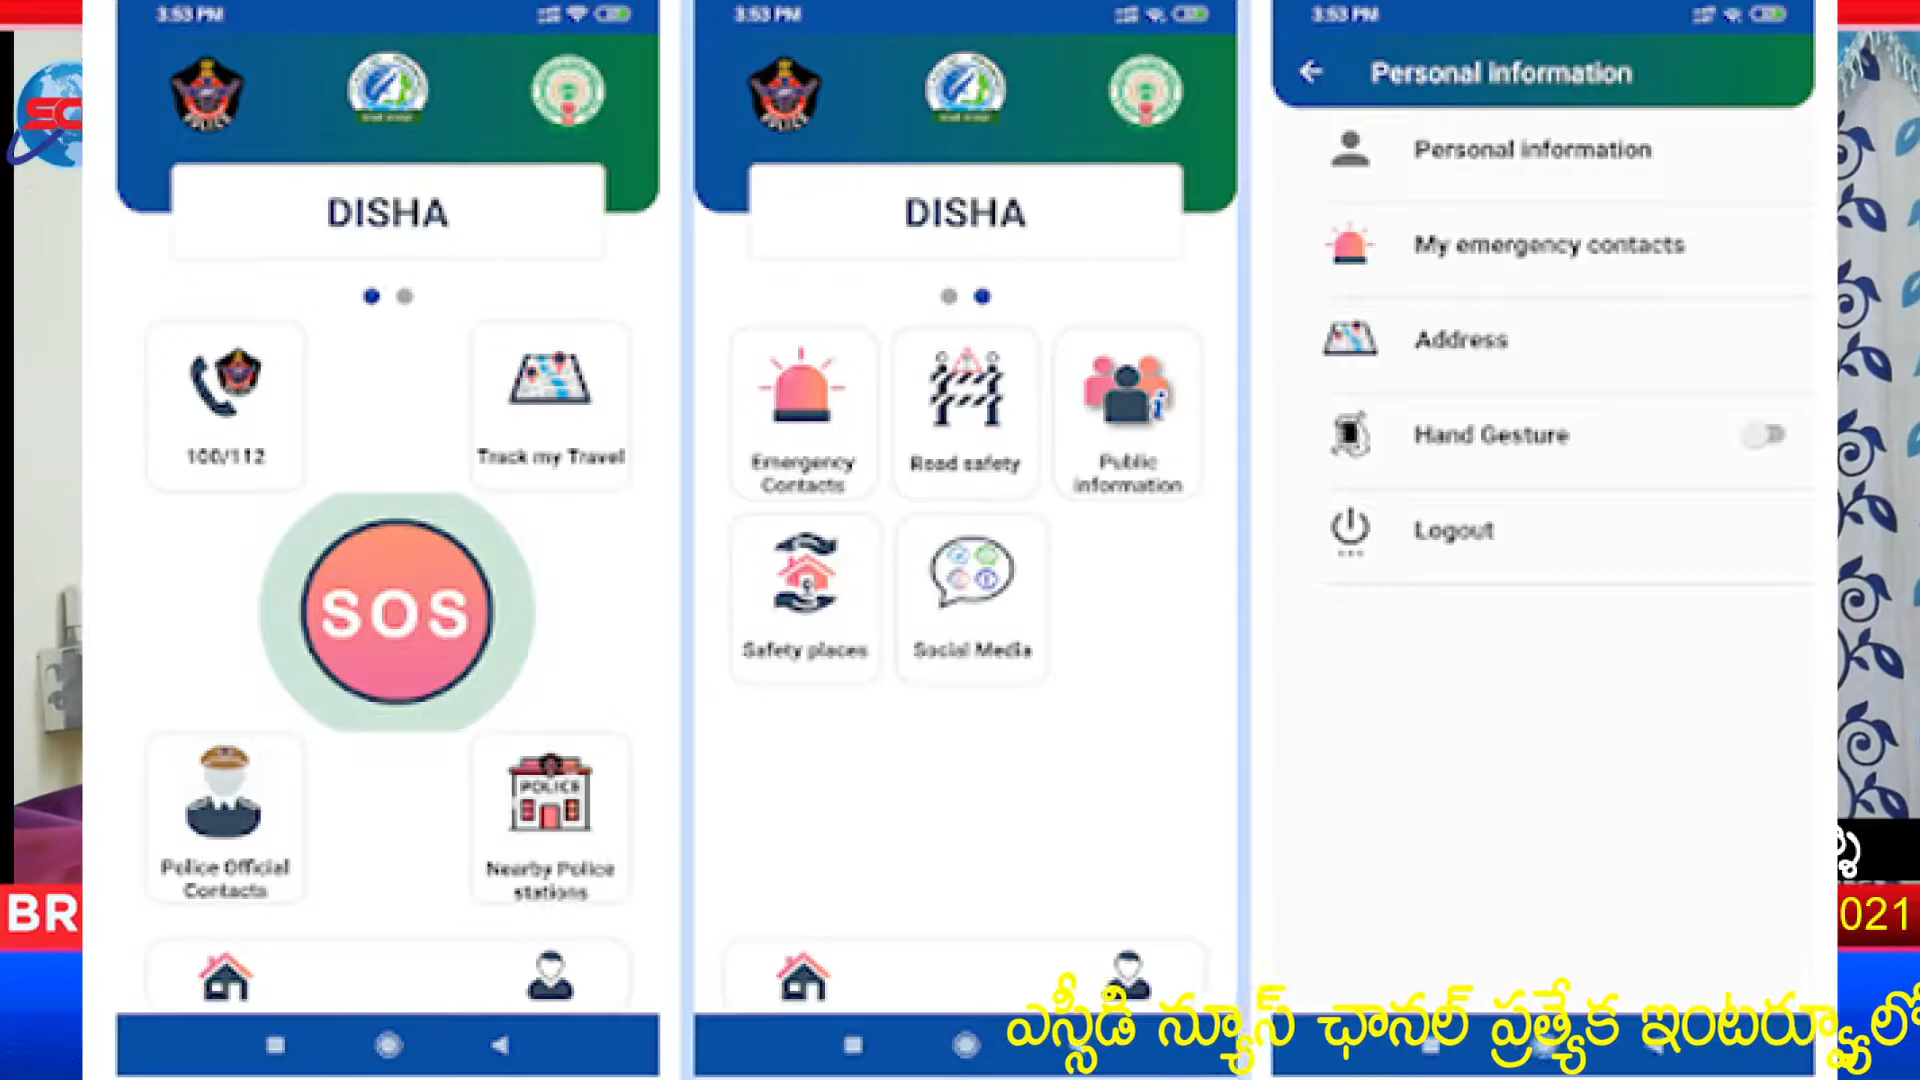 3:53 PM
DISHA
100/112
Track my Travel
SOS
POLICE
Police Official
Contacts
Nearby Police
stations
3:53 PM
DISHA
Emergency
Contacts
Road safety
Public
information
Safety places
Social Media
3:53 PM
Personal information
Personal information
My emergency contacts
Address
Hand Gesture
Logout
BR
021
ఎస్సీడి న్యూస్ ఛానల్ ప్రత్యేక ఇంటర్వ్యూలో